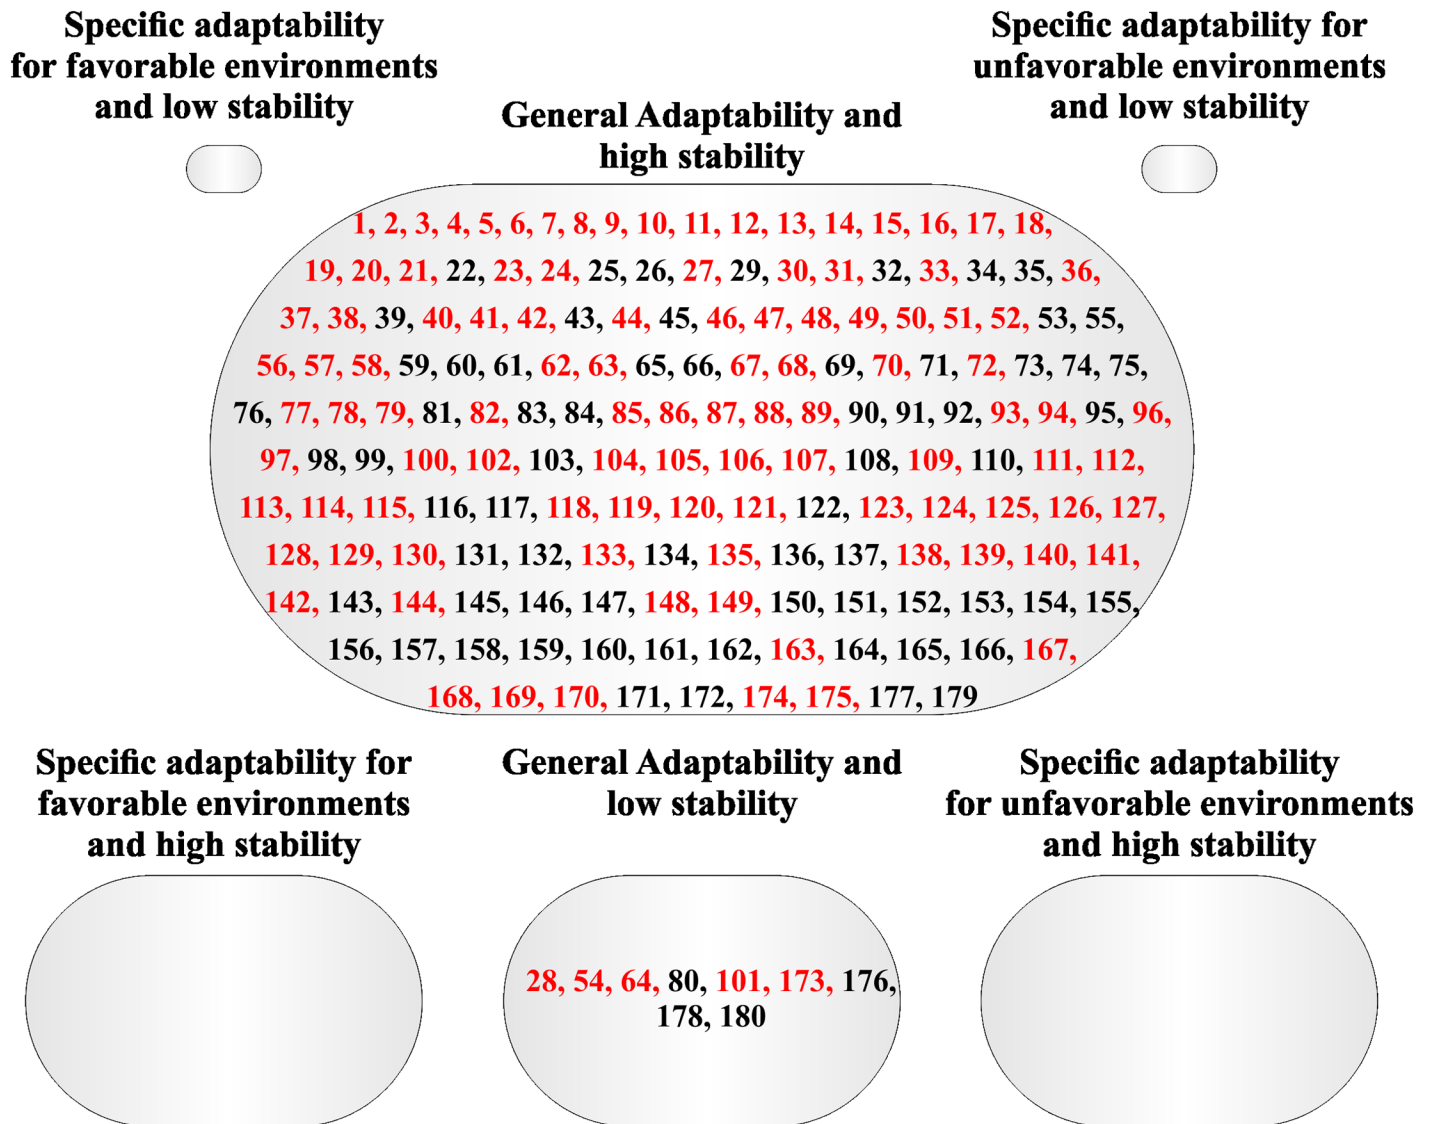 Specific adaptability
for favorable environments
and low stability
Specific adaptability for
unfavorable environments
and low stability
General Adaptability and
high stability
1, 2, 3, 4, 5, 6, 7, 8, 9, 10, 11, 12, 13, 14, 15, 16, 17, 18,
19, 20, 21, 22, 23, 24, 25, 26, 27, 29, 30, 31, 32, 33, 34, 35, 36,
37, 38, 39, 40, 41, 42, 43, 44, 45, 46, 47, 48, 49, 50, 51, 52, 53, 55,
56, 57, 58, 59, 60, 61, 62, 63, 65, 66, 67, 68, 69, 70, 71, 72, 73, 74, 75,
76, 77, 78, 79, 81, 82, 83, 84, 85, 86, 87, 88, 89, 90, 91, 92, 93, 94, 95, 96,
97, 98, 99, 100, 102, 103, 104, 105, 106, 107, 108, 109, 110, 111, 112,
113, 114, 115, 116, 117, 118, 119, 120, 121, 122, 123, 124, 125, 126, 127,
128, 129, 130, 131, 132, 133, 134, 135, 136, 137, 138, 139, 140, 141,
142, 143, 144, 145, 146, 147, 148, 149, 150, 151, 152, 153, 154, 155,
156, 157, 158, 159, 160, 161, 162, 163, 164, 165, 166, 167,
168, 169, 170, 171, 172, 174, 175, 177, 179
Specific adaptability for
favorable environments
and high stability
General Adaptability and
low stability
Specific adaptability
for unfavorable environments
and high stability
28, 54, 64, 80, 101, 173, 176,
178, 180